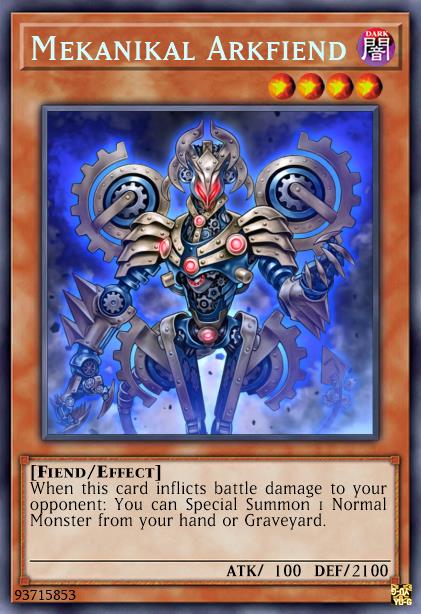 MEKANIKAL ARKFIEND
DARK
闇
[FIEND/EFFECT]
When this card inflicts battle damage to your
opponent: You can Special Summon 1 Normal
Monster from your hand or Graveyard.
ATK/ 100 DEF/2100
93715853